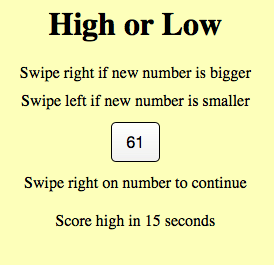 High or Low
Swipe right if new number is bigger
Swipe left if new number is smaller
61
Swipe right on number to continue
Score high in 15 seconds